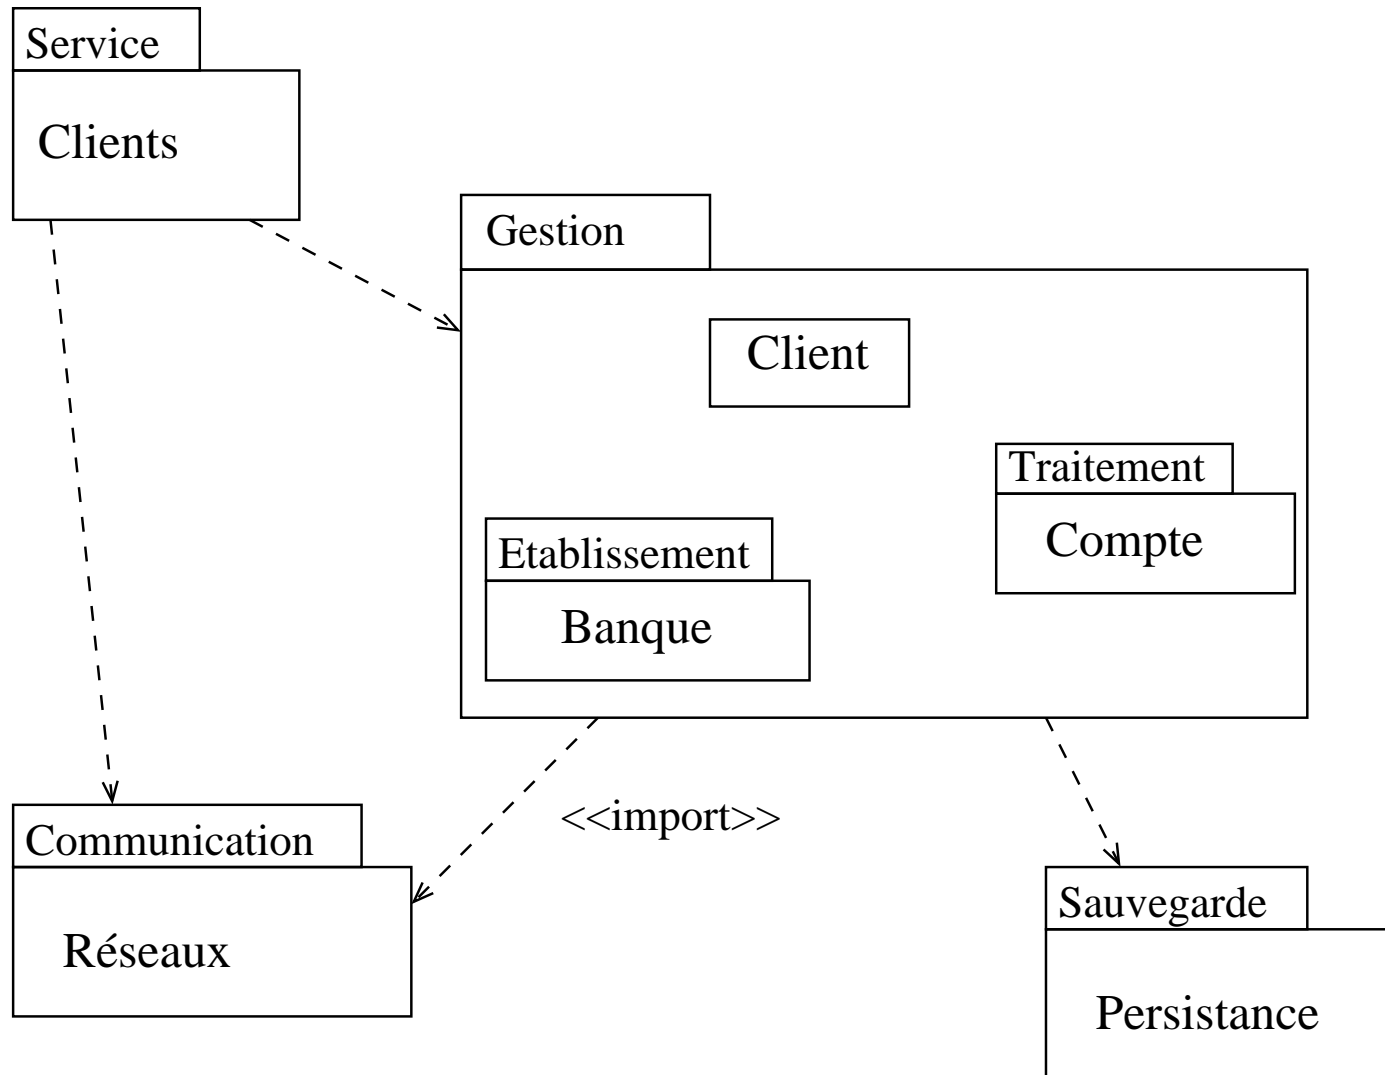 Service
Clients
Gestion
Client
Traitement
Compte
Etablissement
Banque
<<import>>
Communication
Réseaux
Sauvegarde
Persistance